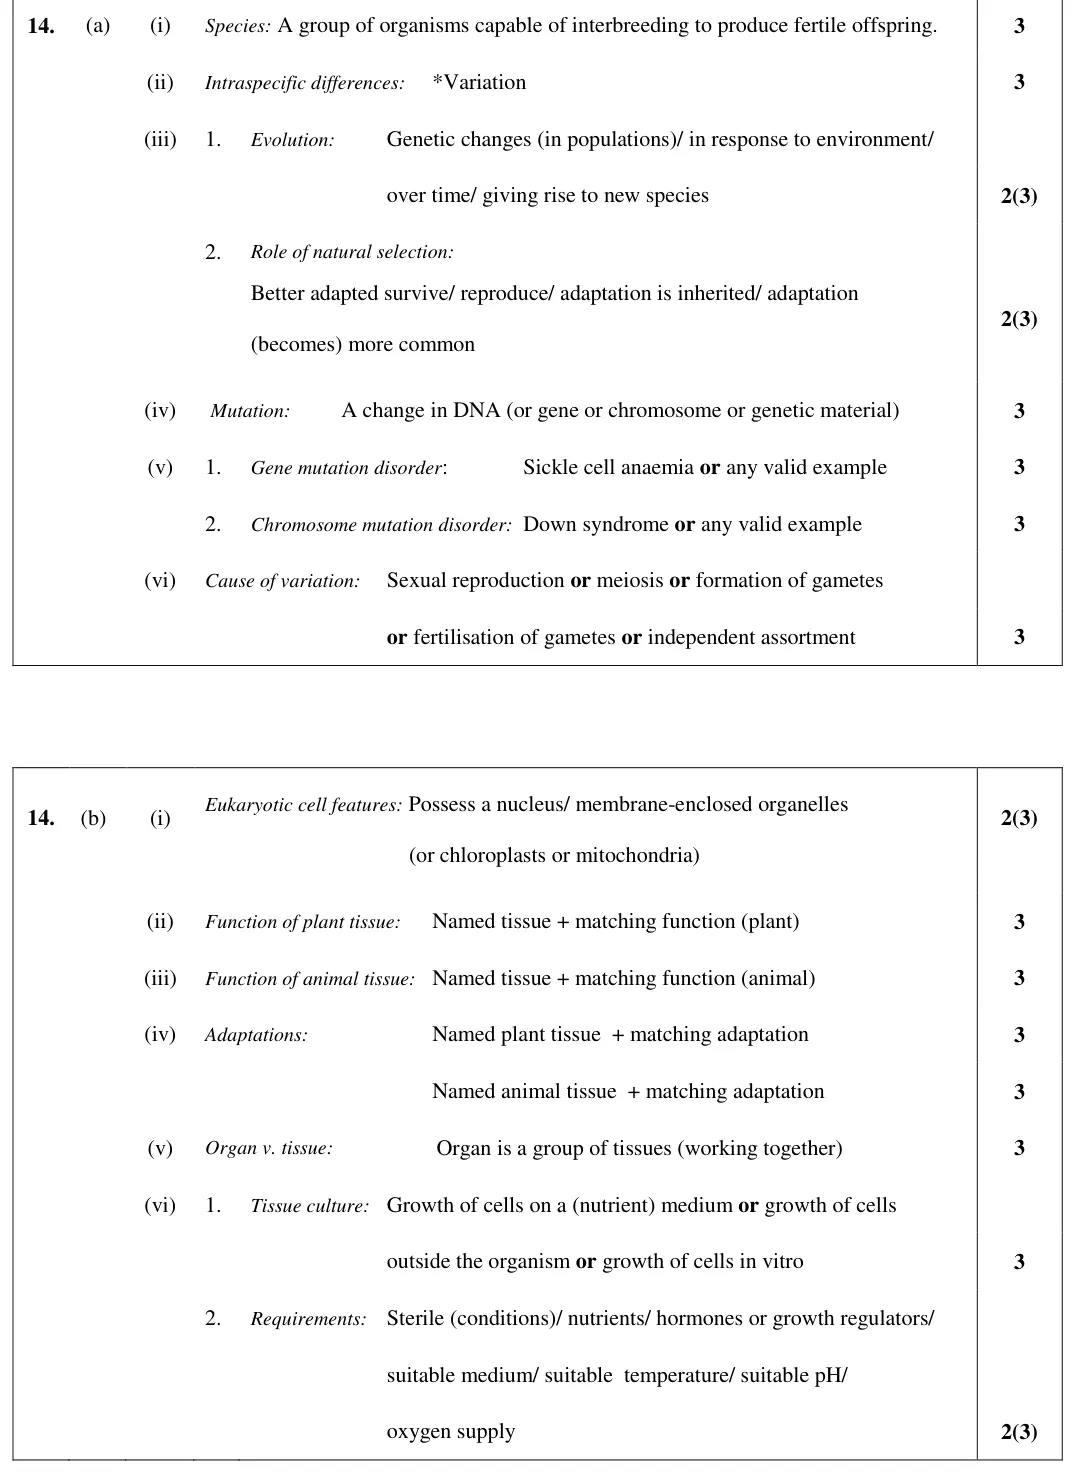 14. (a) (i) Species: A group of organisms capable of interbreeding to produce fertile offspring. 3
(ii) Intraspecific differences: *Variation 3
(iii) 1. Evolution: Genetic changes (in populations)/ in response to environment/
over time/ giving rise to new species 2(3)
2. Role of natural selection:
Better adapted survive/ reproduce/ adaptation is inherited/ adaptation
2(3)
(becomes) more common
(iv) Mutation: A change in DNA (or gene or chromosome or genetic material) 3
(v) 1. Gene mutation disorder: Sickle cell anaemia or any valid example 3
2. Chromosome mutation disorder: Down syndrome or any valid example 3
(vi) Cause of variation: Sexual reproduction or meiosis or formation of gametes
or fertilisation of gametes or independent assortment 3
14. (b) (i) Eukaryotic cell features: Possess a nucleus/ membrane-enclosed organelles 2(3)
(or chloroplasts or mitochondria)
(ii) Function of plant tissue: Named tissue + matching function (plant) 3
(iii) Function of animal tissue: Named tissue + matching function (animal) 3
(iv) Adaptations: Named plant tissue + matching adaptation 3
Named animal tissue + matching adaptation 3
(v) Organ v. tissue: Organ is a group of tissues (working together) 3
(vi) 1. Tissue culture: Growth of cells on a (nutrient) medium or growth of cells
outside the organism or growth of cells in vitro 3
2. Requirements: Sterile (conditions)/ nutrients/ hormones or growth regulators/
suitable medium/ suitable temperature/ suitable pH/
oxygen supply 2(3)